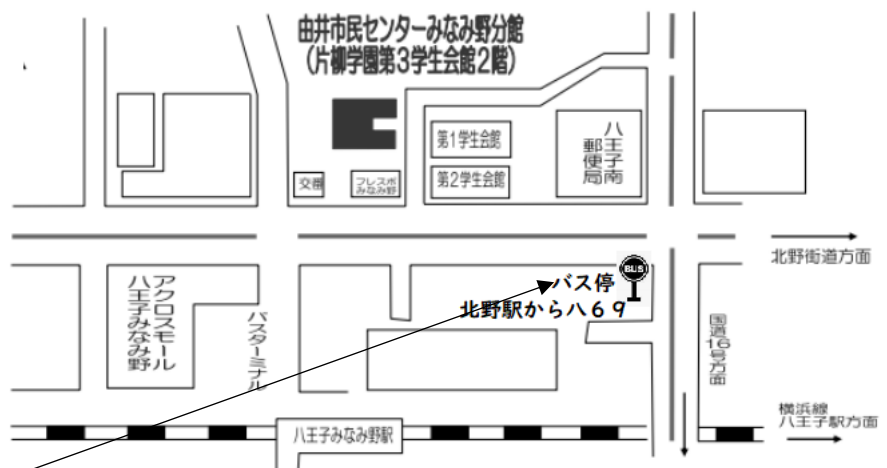 由井市民センターみなみ野分館
(片柳学園第3学生会館2階)
第1学生会館
八王子南
郵便局
交番
フレスポ
みなみ野
第2学生会館
北野街道方面
BUS
バス停
北野駅から八69
アクロスモール
八王子みなみ野
バスターミナル
国道16号方面
横浜線
八王子駅方面
八王子みなみ野駅